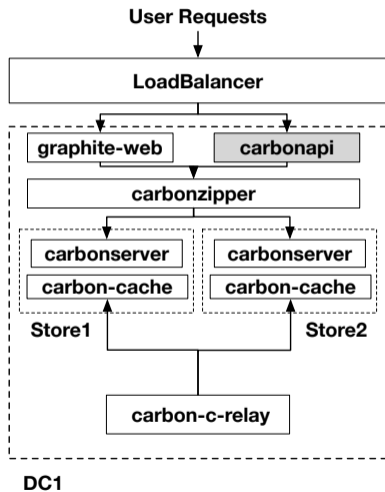 User Requests
LoadBalancer
graphite-web carbonapi
carbonzipper
carbonserver carbonserver
carbon-cache carbon-cache
Store1 Store2
carbon-c-relay
DC1